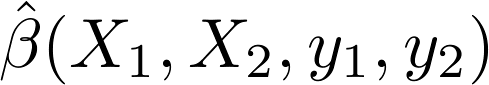 β̂(X₁, X₂, y₁, y₂)